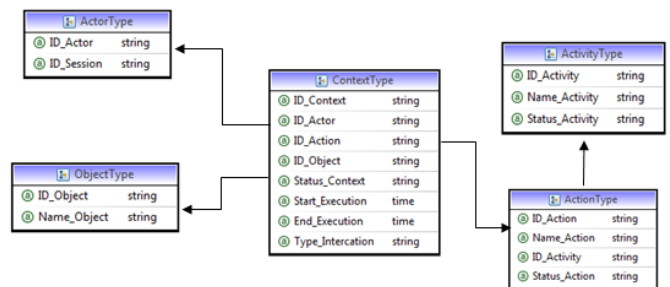 ActorType
ID_Actor string
ID_Session string
ContextType
ID_Context string
ID_Actor string
ID_Action string
ID_Object string
Status_Context string
Start_Execution time
End_Execution time
Type_Intercation string
ActivityType
ID_Activity string
Name_Activity string
Status_Activity string
ObjectType
ID_Object string
Name_Object string
ActionType
ID_Action string
Name_Action string
ID_Activity string
Status_Action string